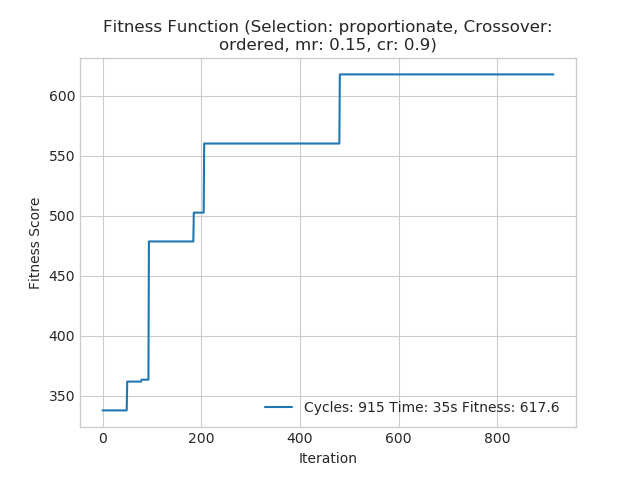 Fitness Function (Selection: proportionate, Crossover:
ordered, mr: 0.15, cr: 0.9)
Fitness Score
600
550
500
450
400
350
Cycles: 915 Time: 35s Fitness: 617.6
0 200 400 600 800
Iteration